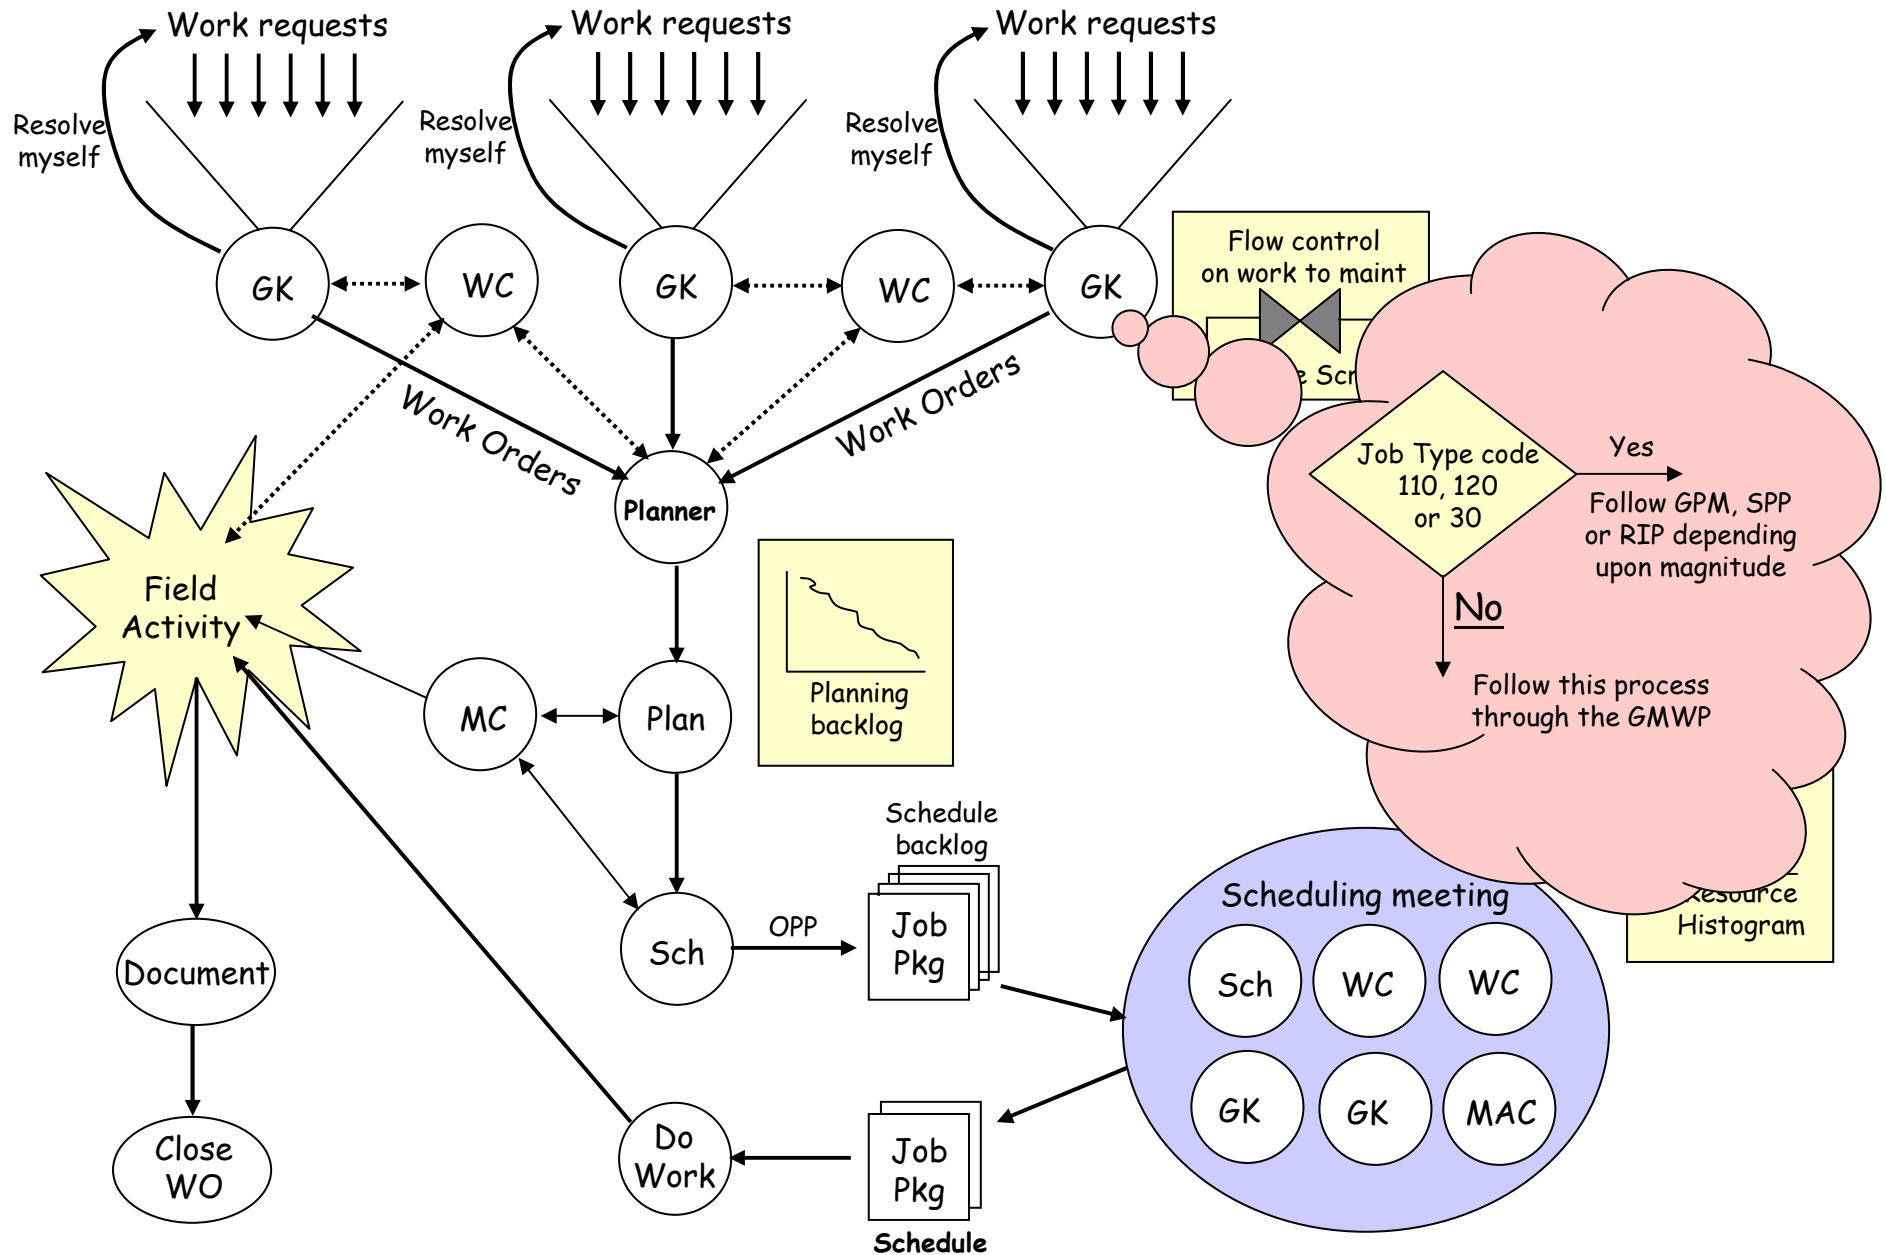 Work requests
Work requests
Work requests
Resolve
myself
Resolve
myself
Resolve
myself
GK
WC
GK
WC
GK
Flow control
on work to maint
Work Orders
Work Orders
Planner
Job Type code
110, 120
or 30
Yes
Follow GPM, SPP
or RIP depending
upon magnitude
No
Follow this process
through the GMWP
Field
Activity
Planning
backlog
MC
Plan
Schedule
backlog
Sch
OPP
Job
Pkg
Scheduling meeting
Sch
WC
WC
GK
GK
MAC
Resource
Histogram
Document
Close
WO
Do
Work
Job
Pkg
Schedule